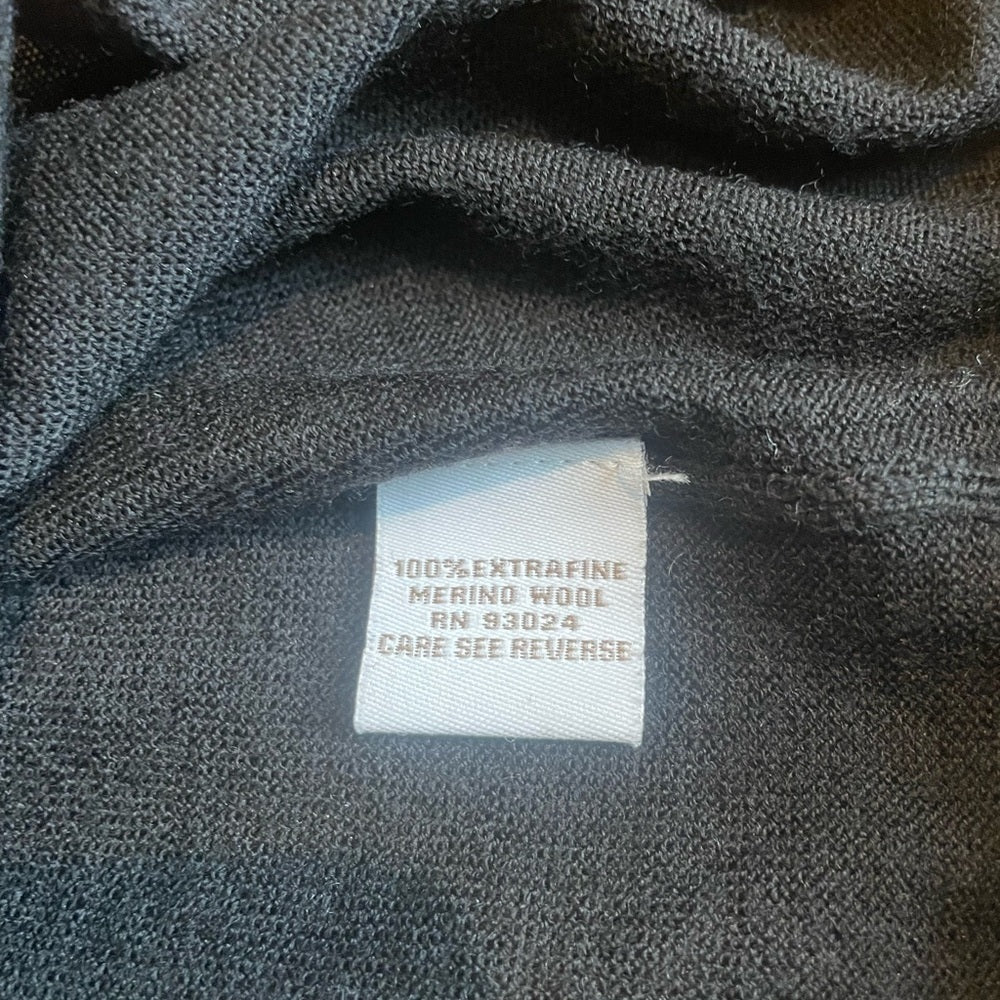 100% EXTRAFINE
MERINO WOOL
RN 93024
CARE SEE REVERSE